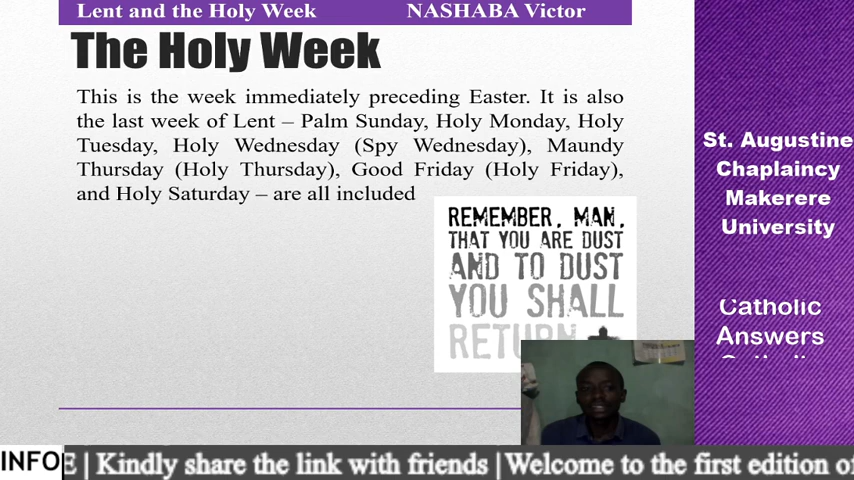 Lent and the Holy Week NASHABA Victor
The Holy Week
This is the week immediately preceding Easter. It is also
the last week of Lent – Palm Sunday, Holy Monday, Holy
Tuesday, Holy Wednesday (Spy Wednesday), Maundy
Thursday (Holy Thursday), Good Friday (Holy Friday),
and Holy Saturday – are all included
REMEMBER, MAN,
THAT YOU ARE DUST
AND TO DUST
YOU SHALL
RETURN
St. Augustine
Chaplaincy
Makerere
University
Catholic
Answers
INFO
E | Kindly share the link with friends | Welcome to the first edition of